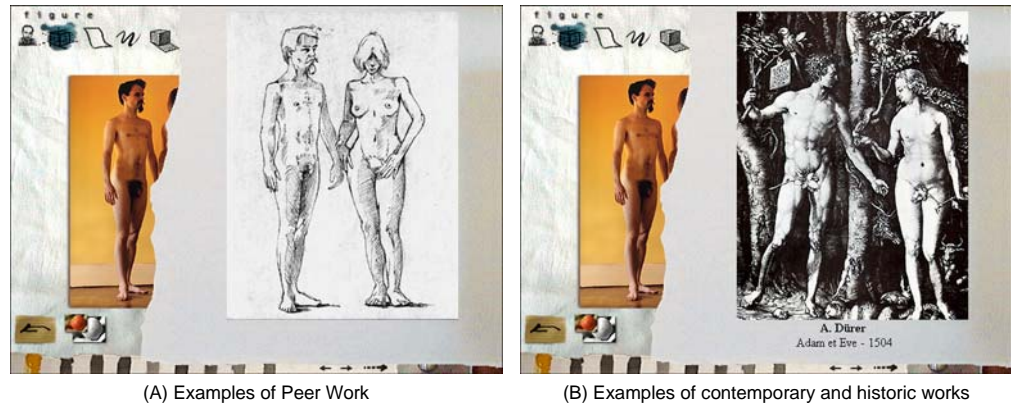 figure
figure
A. Dürer
Adam et Eve - 1504
(A) Examples of Peer Work
(B) Examples of contemporary and historic works